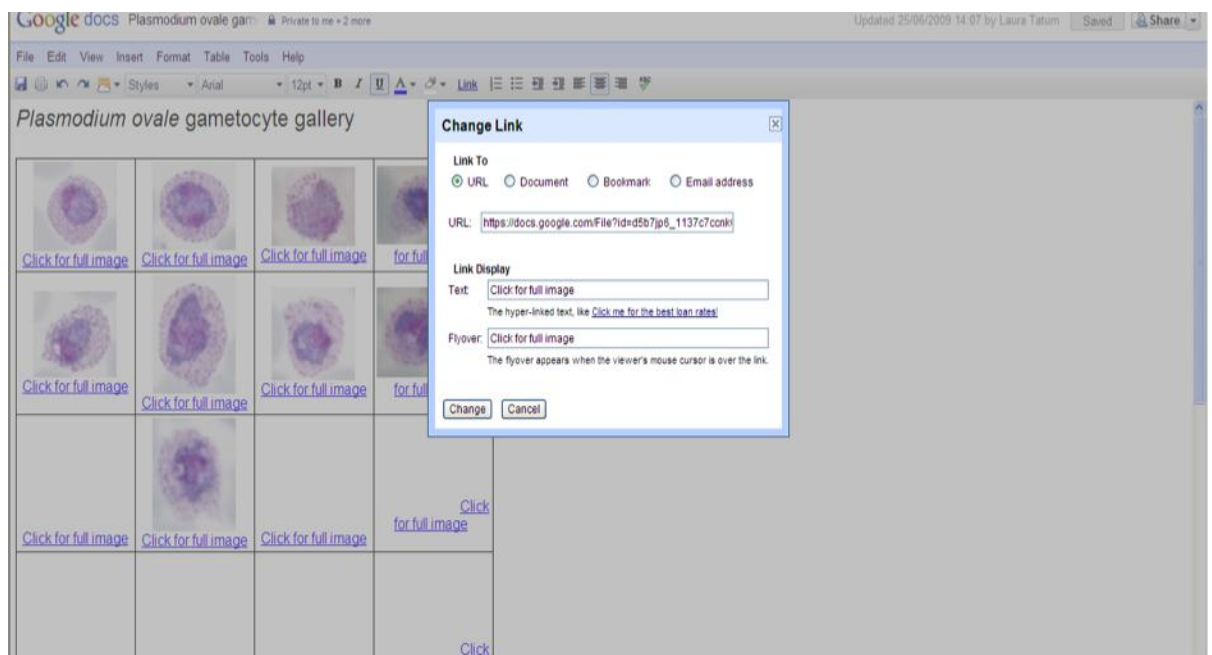 Google docs Plasmodium ovale gam Private to me + 2 more Updated 25/06/2009 14:07 by Laura Tatum Saved Share
File Edit View Insert Format Table Tools Help
Styles Arial 12pt B I U A Link
Plasmodium ovale gametocyte gallery
Click for full image Click for full image Click for full image for full
Click for full image Click for full image Click for full image for full
Click
Click for full image Click for full image Click for full image for full image
Click
Change Link
Link To
URL Document Bookmark Email address
URL: https://docs.google.com/File?id=d5b7jp6_1137c7ccnk
Link Display
Text: Click for full image
The hyper-linked text, like Click me for the best loan rates!
Flyover: Click for full image
The flyover appears when the viewer's mouse cursor is over the link.
Change Cancel